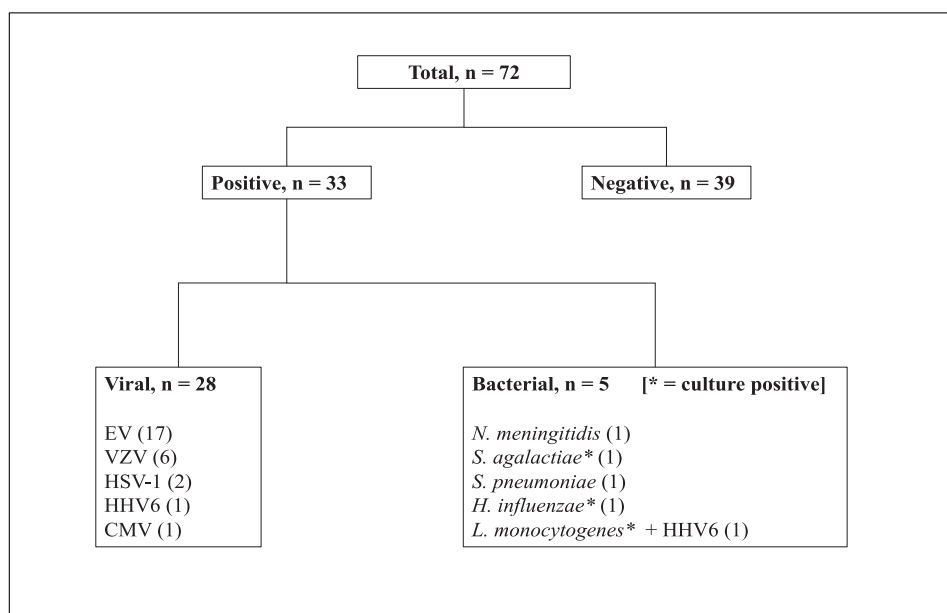 Total, n = 72
Positive, n = 33
Negative, n = 39
Viral, n = 28
EV (17)
VZV (6)
HSV-1 (2)
HHV6 (1)
CMV (1)
Bacterial, n = 5 [* = culture positive]
N. meningitidis (1)
S. agalactiae* (1)
S. pneumoniae (1)
H. influenzae* (1)
L. monocytogenes* + HHV6 (1)